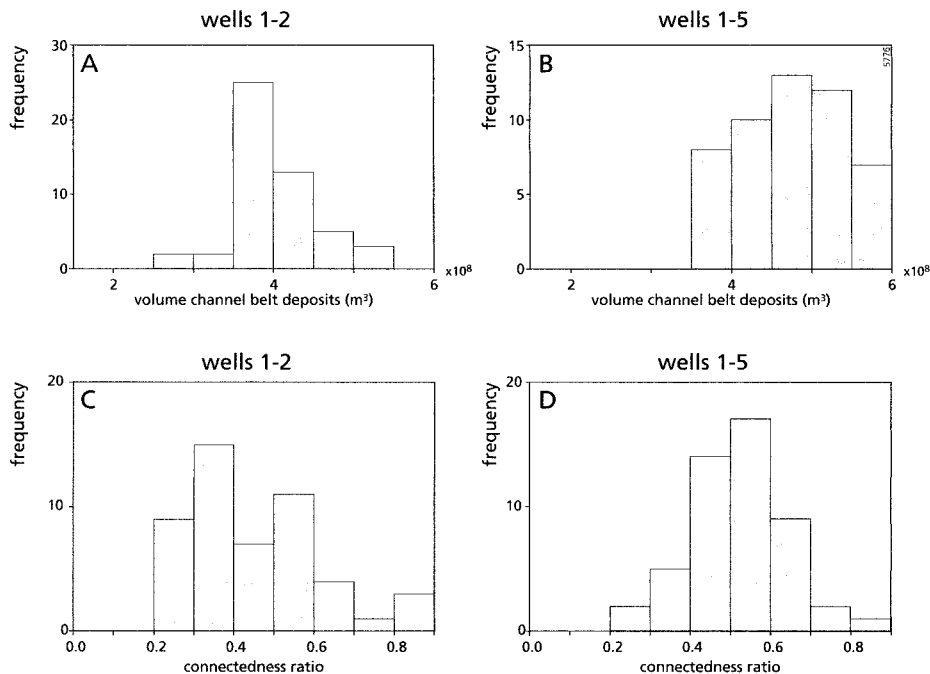 wells 1-2
wells 1-5
A
frequency
30
20
10
0
2
4
6
×10⁸
volume channel belt deposits (m³)
B
5776
frequency
15
10
5
0
2
4
6
×10⁸
volume channel belt deposits (m³)
wells 1-2
wells 1-5
C
frequency
20
10
0
0.0
0.2
0.4
0.6
0.8
connectedness ratio
D
frequency
20
10
0
0.0
0.2
0.4
0.6
0.8
connectedness ratio